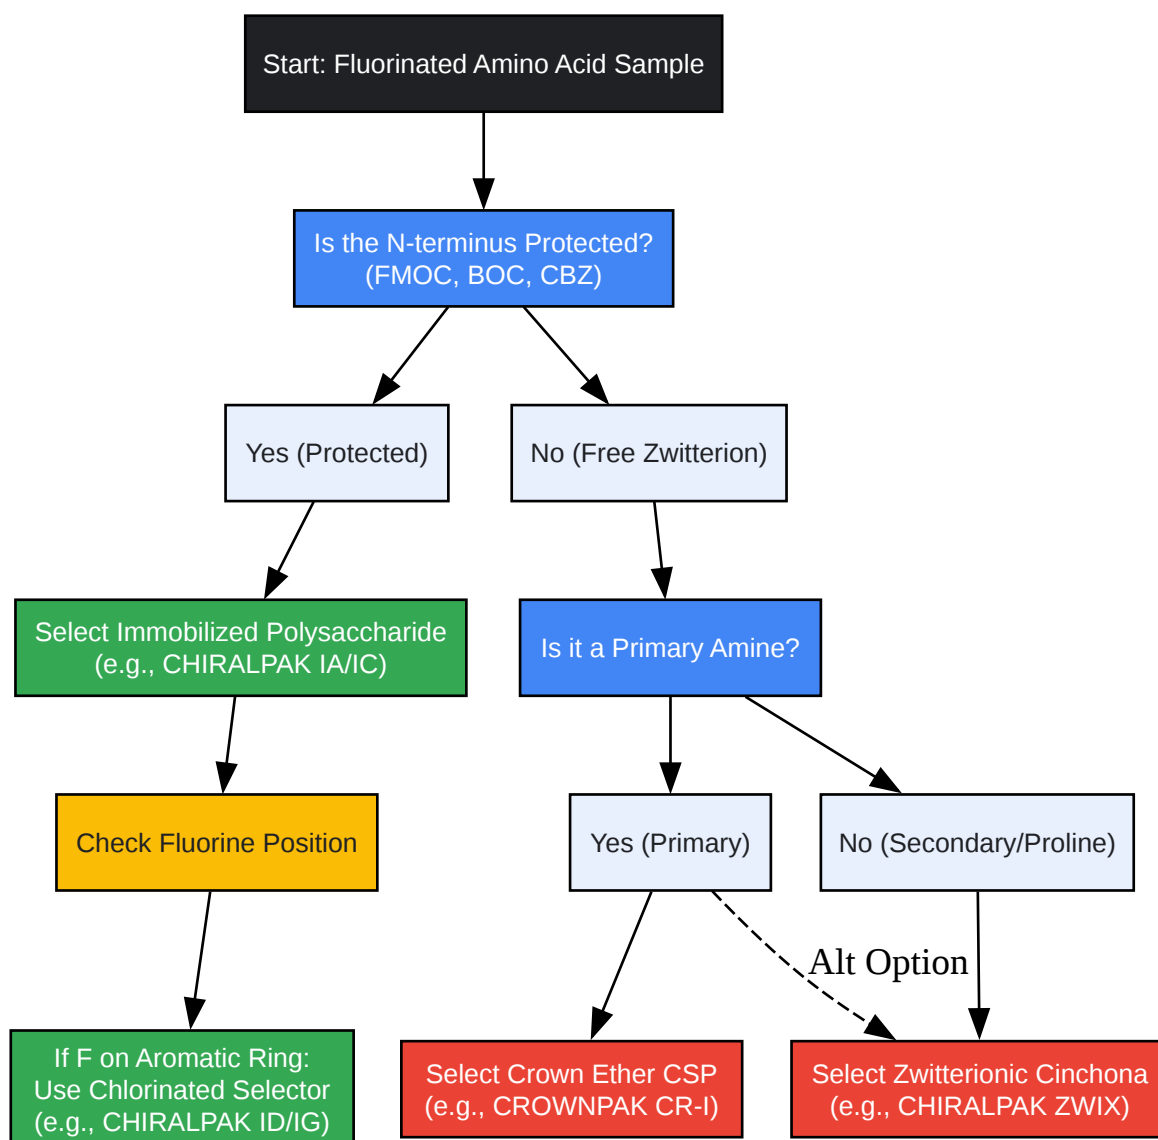 Start: Fluorinated Amino Acid Sample
Is the N-terminus Protected?
(FMOC, BOC, CBZ)
Yes (Protected)
No (Free Zwitterion)
Select Immobilized Polysaccharide
(e.g., CHIRALPAK IA/IC)
Is it a Primary Amine?
Check Fluorine Position
Yes (Primary)
No (Secondary/Proline)
Alt Option
If F on Aromatic Ring:
Use Chlorinated Selector
(e.g., CHIRALPAK ID/IG)
Select Crown Ether CSP
(e.g., CROWNPAK CR-I)
Select Zwitterionic Cinchona
(e.g., CHIRALPAK ZWIX)